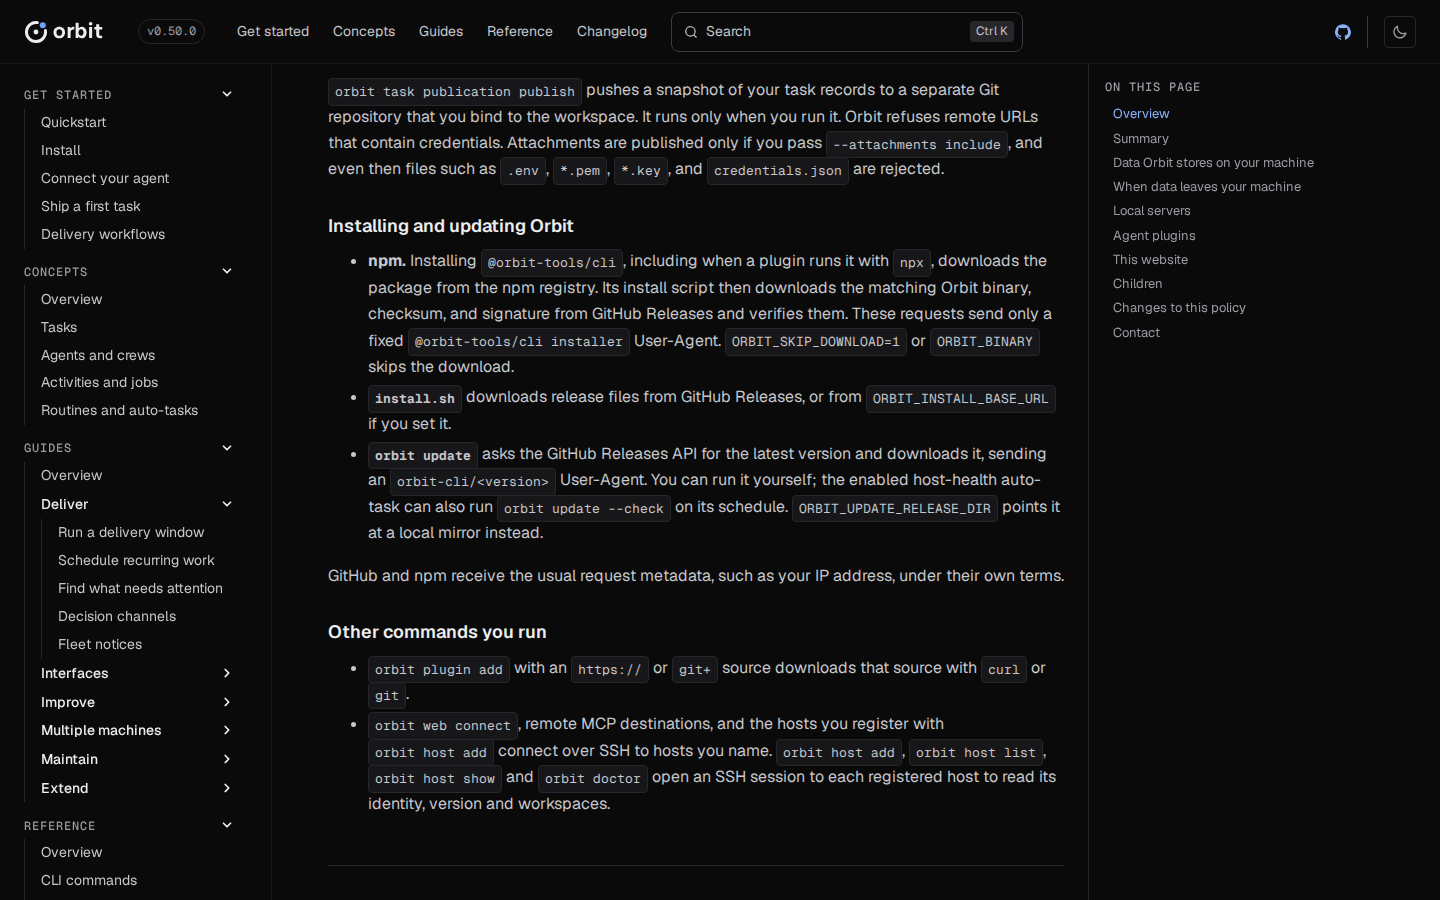 orbit
v0.50.0
Get started
Concepts
Guides
Reference
Changelog
Search
Ctrl K
GET STARTED
Quickstart
Install
Connect your agent
Ship a first task
Delivery workflows
CONCEPTS
Overview
Tasks
Agents and crews
Activities and jobs
Routines and auto-tasks
GUIDES
Overview
Deliver
Run a delivery window
Schedule recurring work
Find what needs attention
Decision channels
Fleet notices
Interfaces
Improve
Multiple machines
Maintain
Extend
REFERENCE
Overview
CLI commands
orbit task publication publish pushes a snapshot of your task records to a separate Git
repository that you bind to the workspace. It runs only when you run it. Orbit refuses remote URLs
that contain credentials. Attachments are published only if you pass --attachments include, and
even then files such as .env, *.pem, *.key, and credentials.json are rejected.
Installing and updating Orbit
npm. Installing @orbit-tools/cli, including when a plugin runs it with npx, downloads the
package from the npm registry. Its install script then downloads the matching Orbit binary,
checksum, and signature from GitHub Releases and verifies them. These requests send only a
fixed @orbit-tools/cli installer User-Agent. ORBIT_SKIP_DOWNLOAD=1 or ORBIT_BINARY
skips the download.
install.sh downloads release files from GitHub Releases, or from ORBIT_INSTALL_BASE_URL
if you set it.
orbit update asks the GitHub Releases API for the latest version and downloads it, sending
an orbit-cli/<version> User-Agent. You can run it yourself; the enabled host-health auto-
task can also run orbit update --check on its schedule. ORBIT_UPDATE_RELEASE_DIR points it
at a local mirror instead.
GitHub and npm receive the usual request metadata, such as your IP address, under their own terms.
Other commands you run
orbit plugin add with an https:// or git+ source downloads that source with curl or
git.
orbit web connect, remote MCP destinations, and the hosts you register with
orbit host add connect over SSH to hosts you name. orbit host add, orbit host list,
orbit host show and orbit doctor open an SSH session to each registered host to read its
identity, version and workspaces.
ON THIS PAGE
Overview
Summary
Data Orbit stores on your machine
When data leaves your machine
Local servers
Agent plugins
This website
Children
Changes to this policy
Contact